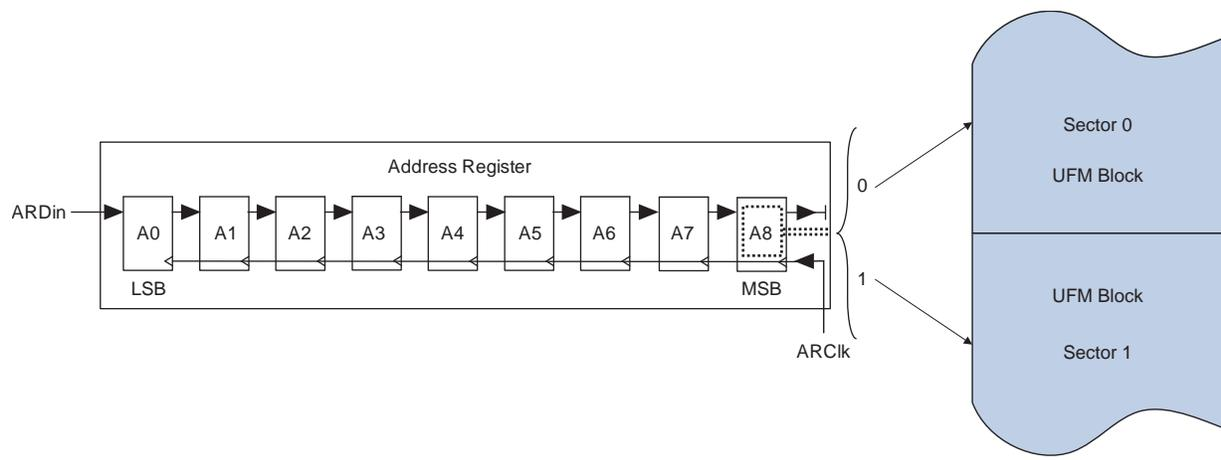 Address Register
ARDin
A0
A1
A2
A3
A4
A5
A6
A7
A8
LSB
MSB
ARClk
0
1
Sector 0
UFM Block
UFM Block
Sector 1